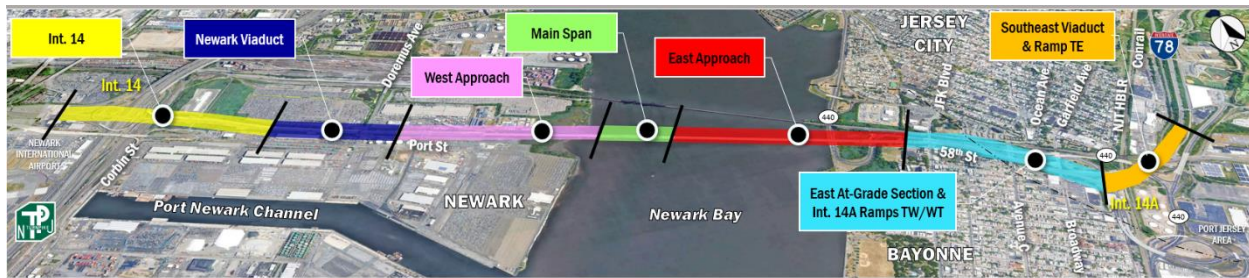 Int. 14
Newark Viaduct
Doremus Ave
West Approach
Main Span
East Approach
JERSEY
CITY
JFK Blvd
Ocean Ave
Garfield Ave
Southeast Viaduct
& Ramp TE
NJTHBLR
Conrail
78
N
Int. 14
440
NEWARK
INTERNATIONAL
AIRPORT
Corbin St
Port St
58th St
440
NEWARK
Newark Bay
Port Newark Channel
East At-Grade Section &
Int. 14A Ramps TW/WT
Avenue C
Broadway
Int. 14A
440
PORT JERSEY
AREA
BAYONNE